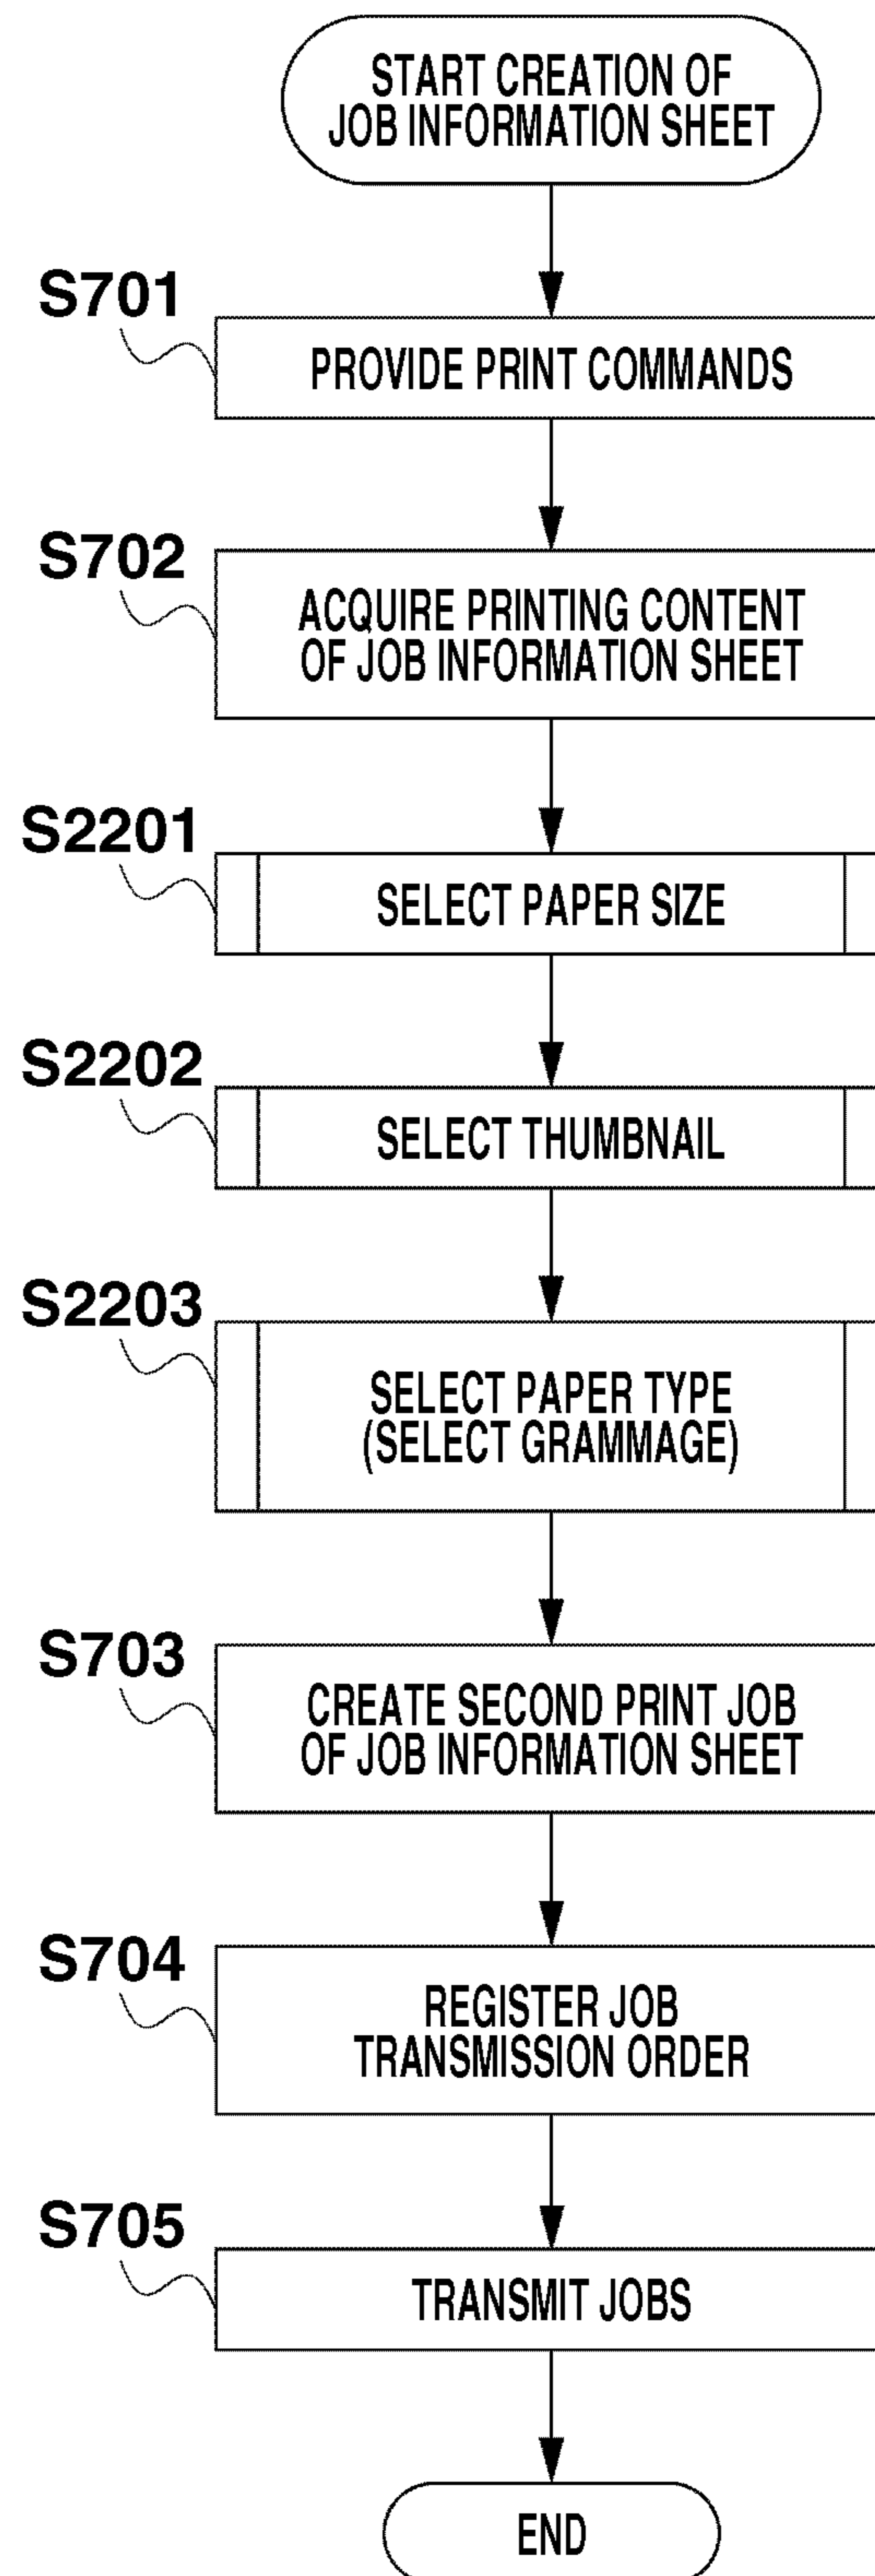 START CREATION OF
JOB INFORMATION SHEET
S701
PROVIDE PRINT COMMANDS
S702
ACQUIRE PRINTING CONTENT
OF JOB INFORMATION SHEET
S2201
SELECT PAPER SIZE
S2202
SELECT THUMBNAIL
S2203
SELECT PAPER TYPE
(SELECT GRAMMAGE)
S703
CREATE SECOND PRINT JOB
OF JOB INFORMATION SHEET
S704
REGISTER JOB
TRANSMISSION ORDER
S705
TRANSMIT JOBS
END